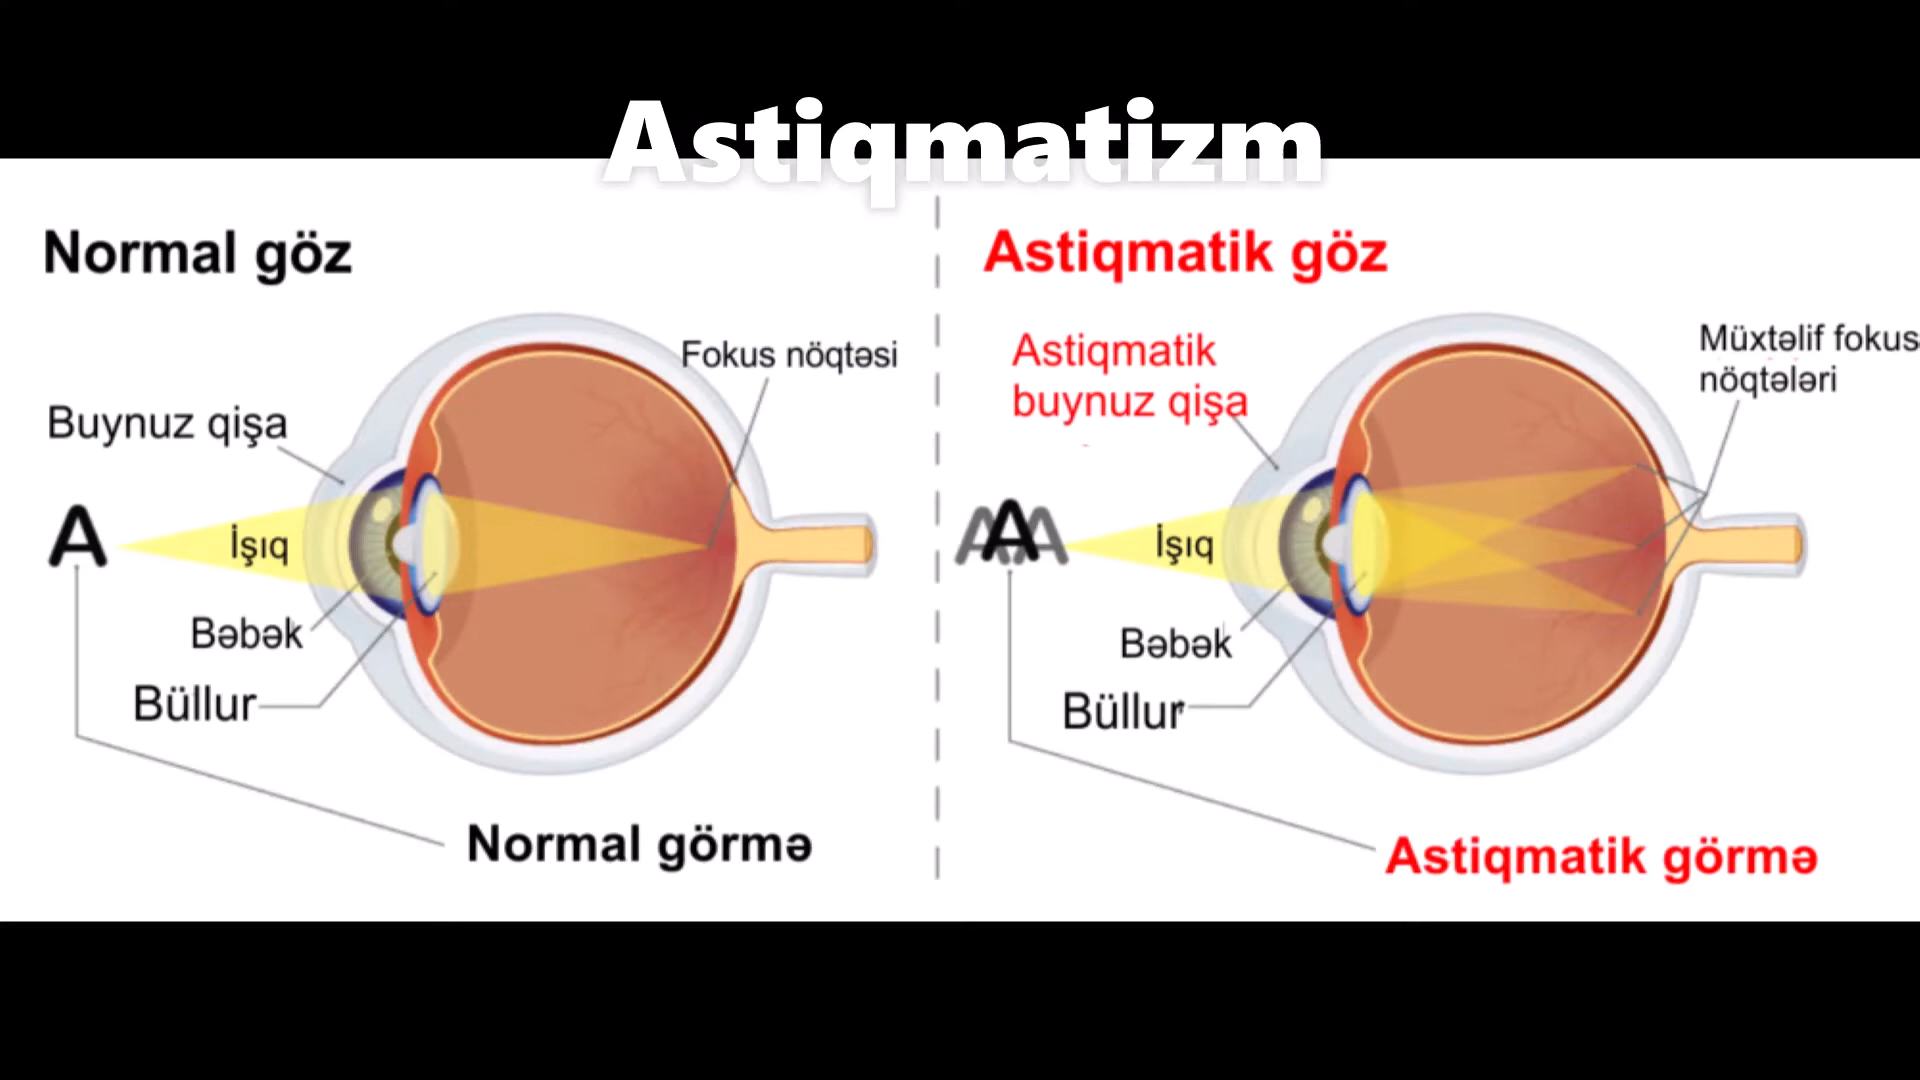 Astiqmatizm
Normal göz
Fokus nöqtəsi
Buynuz qişa
A
İşıq
Bəbək
Büllur
Normal görmə
Astiqmatik göz
Astiqmatik
buynuz qişa
Müxtəlif fokus
nöqtələri
AAA
İşıq
Bəbək
Büllur
Astiqmatik görmə